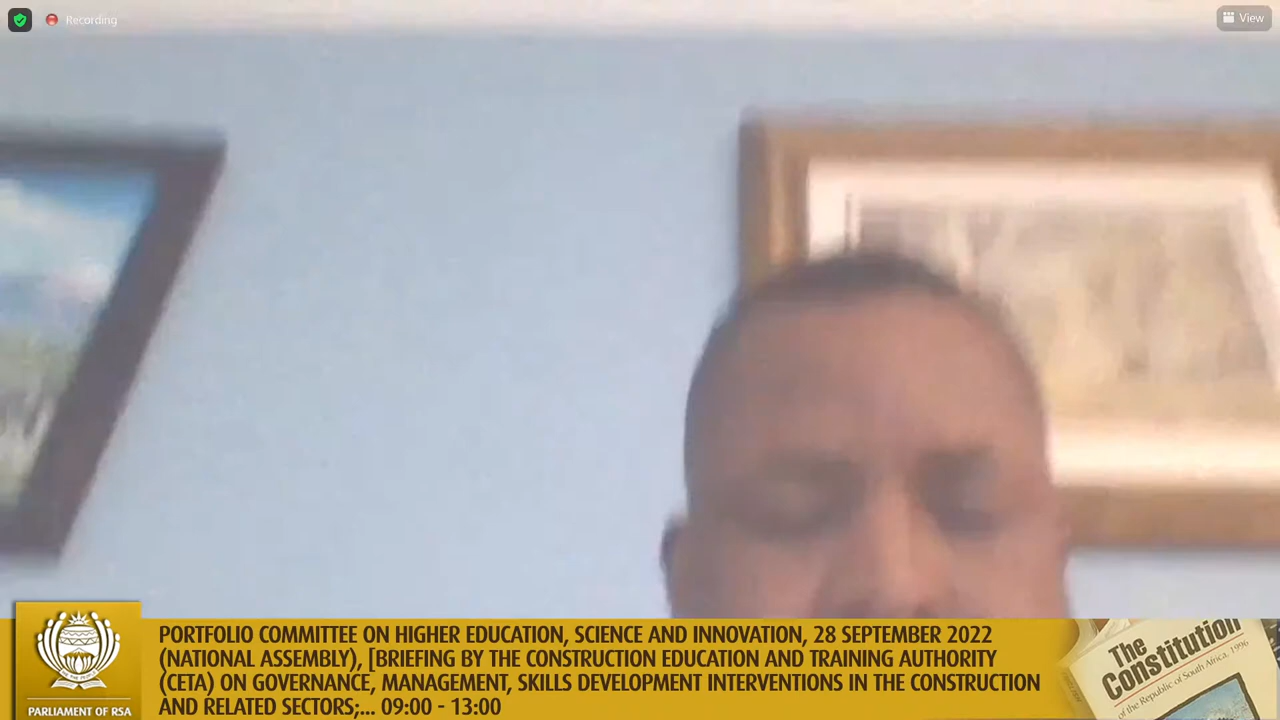 Recording
View
PORTFOLIO COMMITTEE ON HIGHER EDUCATION, SCIENCE AND INNOVATION, 28 SEPTEMBER 2022
(NATIONAL ASSEMBLY), [BRIEFING BY THE CONSTRUCTION EDUCATION AND TRAINING AUTHORITY
(CETA) ON GOVERNANCE, MANAGEMENT, SKILLS DEVELOPMENT INTERVENTIONS IN THE CONSTRUCTION
AND RELATED SECTORS;... 09:00 - 13:00
PARLIAMENT OF RSA
The
Constitution
of the Republic of South Africa, 1996